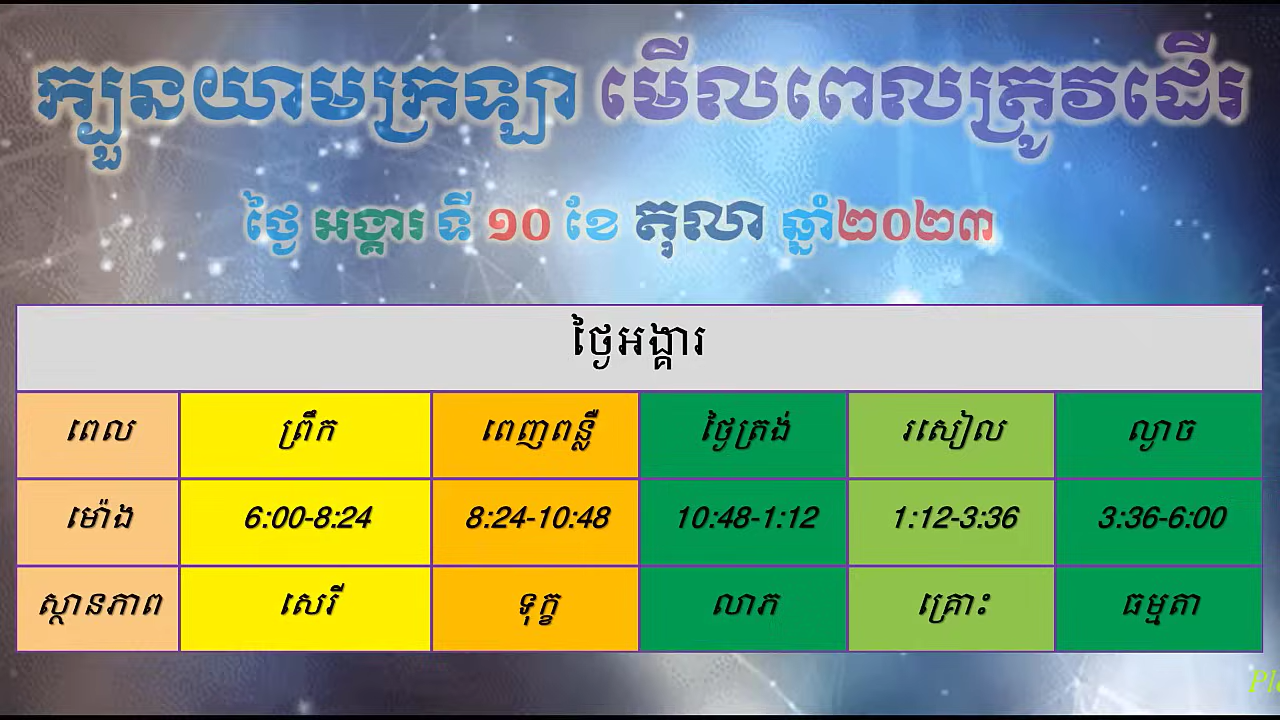 ក្បួនយាមក្រឡា មើលពេលត្រូវដើរ
ថ្ងៃ អង្គារ ទី ១០ ខែ តុលា ឆ្នាំ២០២៣
ថ្ងៃអង្គារ
ពេល ព្រឹក ពេញពន្លឺ ថ្ងៃត្រង់ រសៀល ល្ងាច
ម៉ោង 6:00-8:24 8:24-10:48 10:48-1:12 1:12-3:36 3:36-6:00
ស្ថានភាព សេរី ទុក្ខ លាភ គ្រោះ ធម្មតា